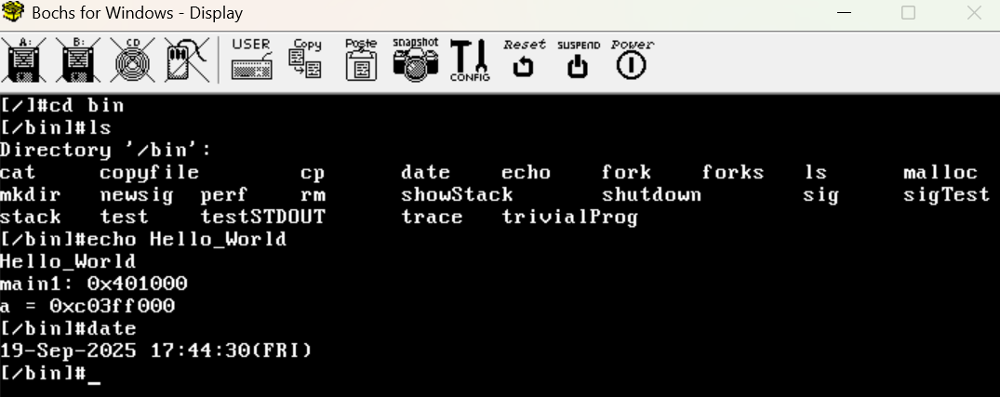 Bochs for Windows - Display
A: B: CD USER Copy Paste snapshot CONFIG Reset SUSPEND Power
[/]#cd bin
[/bin]#ls
Directory '/bin':
cat copyfile cp date echo fork forks ls malloc
mkdir newsig perf rm showStack shutdown sig sigTest
stack test testSTDOUT trace trivialProg
[/bin]#echo Hello_World
Hello_World
main1: 0x401000
a = 0xc03ff000
[/bin]#date
19-Sep-2025 17:44:30(FRI)
[/bin]#_